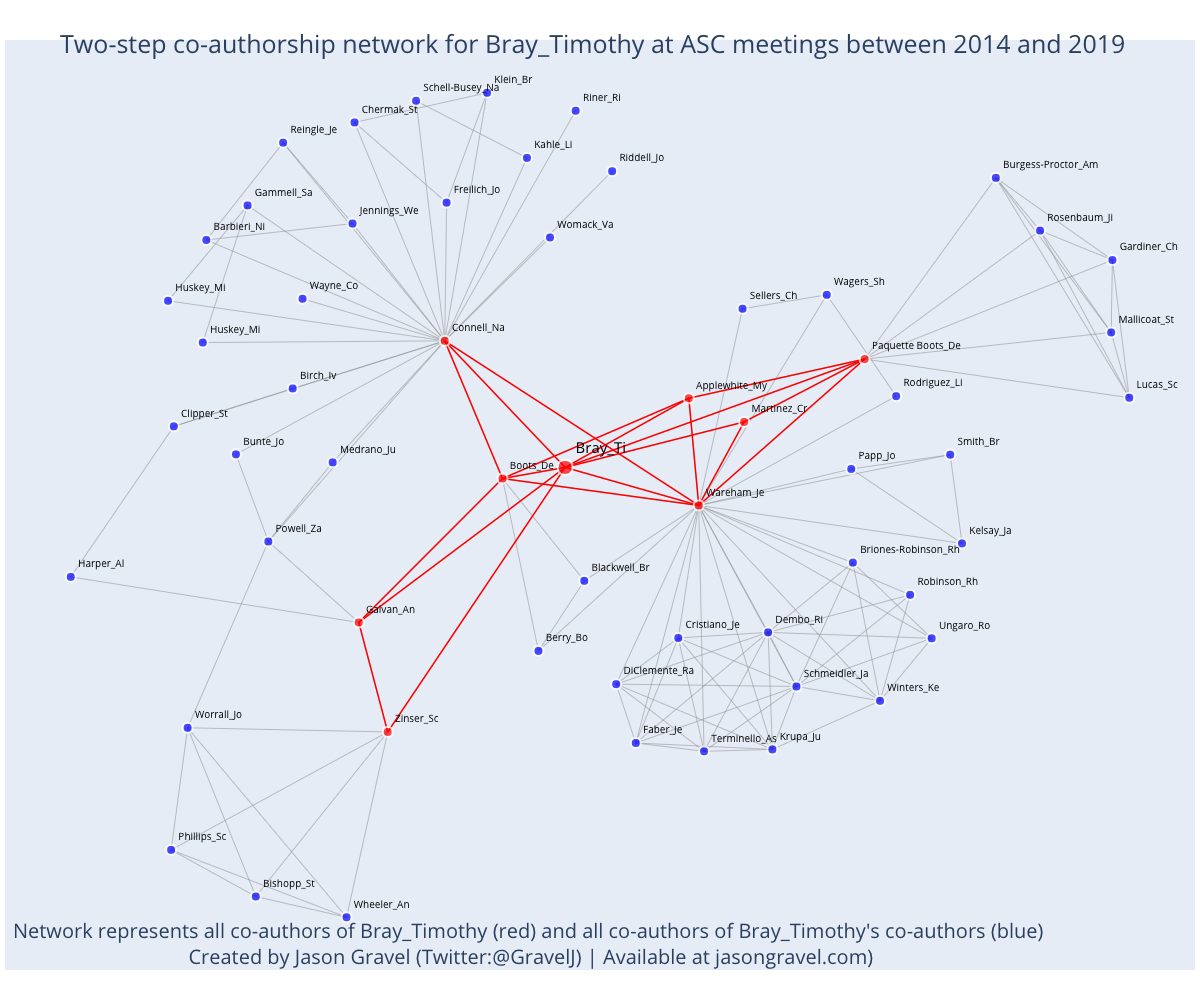 Two-step co-authorship network for Bray_Timothy at ASC meetings between 2014 and 2019
Klein_Br
Schell-Busey_Na
Riner_Ri
Chermak_St
Reingle_Je
Kahle_Li
Riddell_Jo
Burgess-Proctor_Am
Gammell_Sa
Freilich_Jo
Jennings_We
Rosenbaum_Ji
Barbieri_Ni
Womack_Va
Gardiner_Ch
Huskey_Mi
Wayne_Co
Wagers_Sh
Sellers_Ch
Huskey_Mi
Connell_Na
Mallicoat_St
Paquette Boots_De
Birch_Iv
Applewhite_My
Rodriguez_Li
Lucas_Sc
Clipper_St
Martinez_Cr
Bunte_Jo
Medrano_Ju
Bray_Ti
Smith_Br
Boots_De
Papp_Jo
Wareham_Je
Powell_Za
Kelsay_Ja
Harper_Al
Blackwell_Br
Briones-Robinson_Rh
Robinson_Rh
Galvan_An
Cristiano_Je
Dembo_Ri
Ungaro_Ro
Berry_Bo
DiClemente_Ra
Schmeidler_Ja
Winters_Ke
Worrall_Jo
Zinser_Sc
Faber_Je
Terminello_As
Krupa_Ju
Phillips_Sc
Bishopp_St
Wheeler_An
Network represents all co-authors of Bray_Timothy (red) and all co-authors of Bray_Timothy's co-authors (blue)
Created by Jason Gravel (Twitter:@GravelJ) | Available at jasongravel.com)